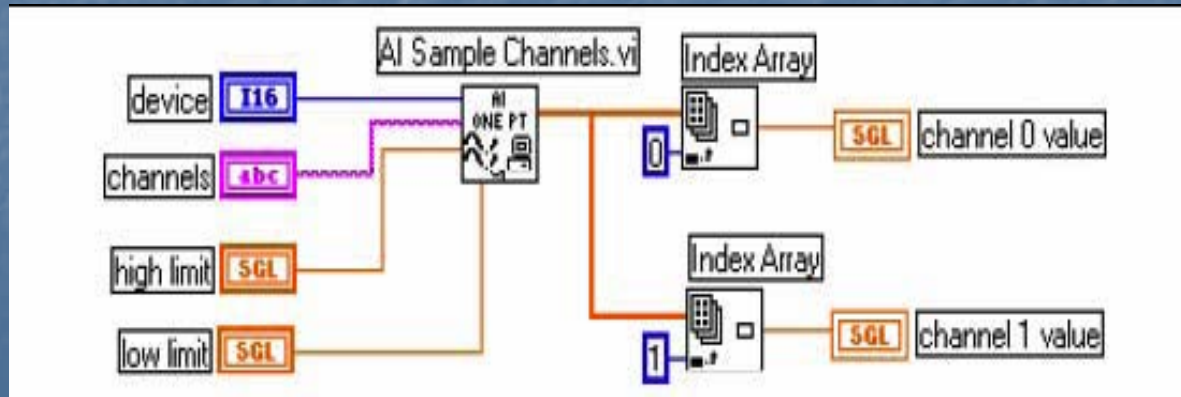 AI Sample Channels.vi
Index Array
device
I16
AI
ONE PT
channels
abc
0
SGL
channel 0 value
high limit
SGL
Index Array
low limit
SGL
1
SGL
channel 1 value